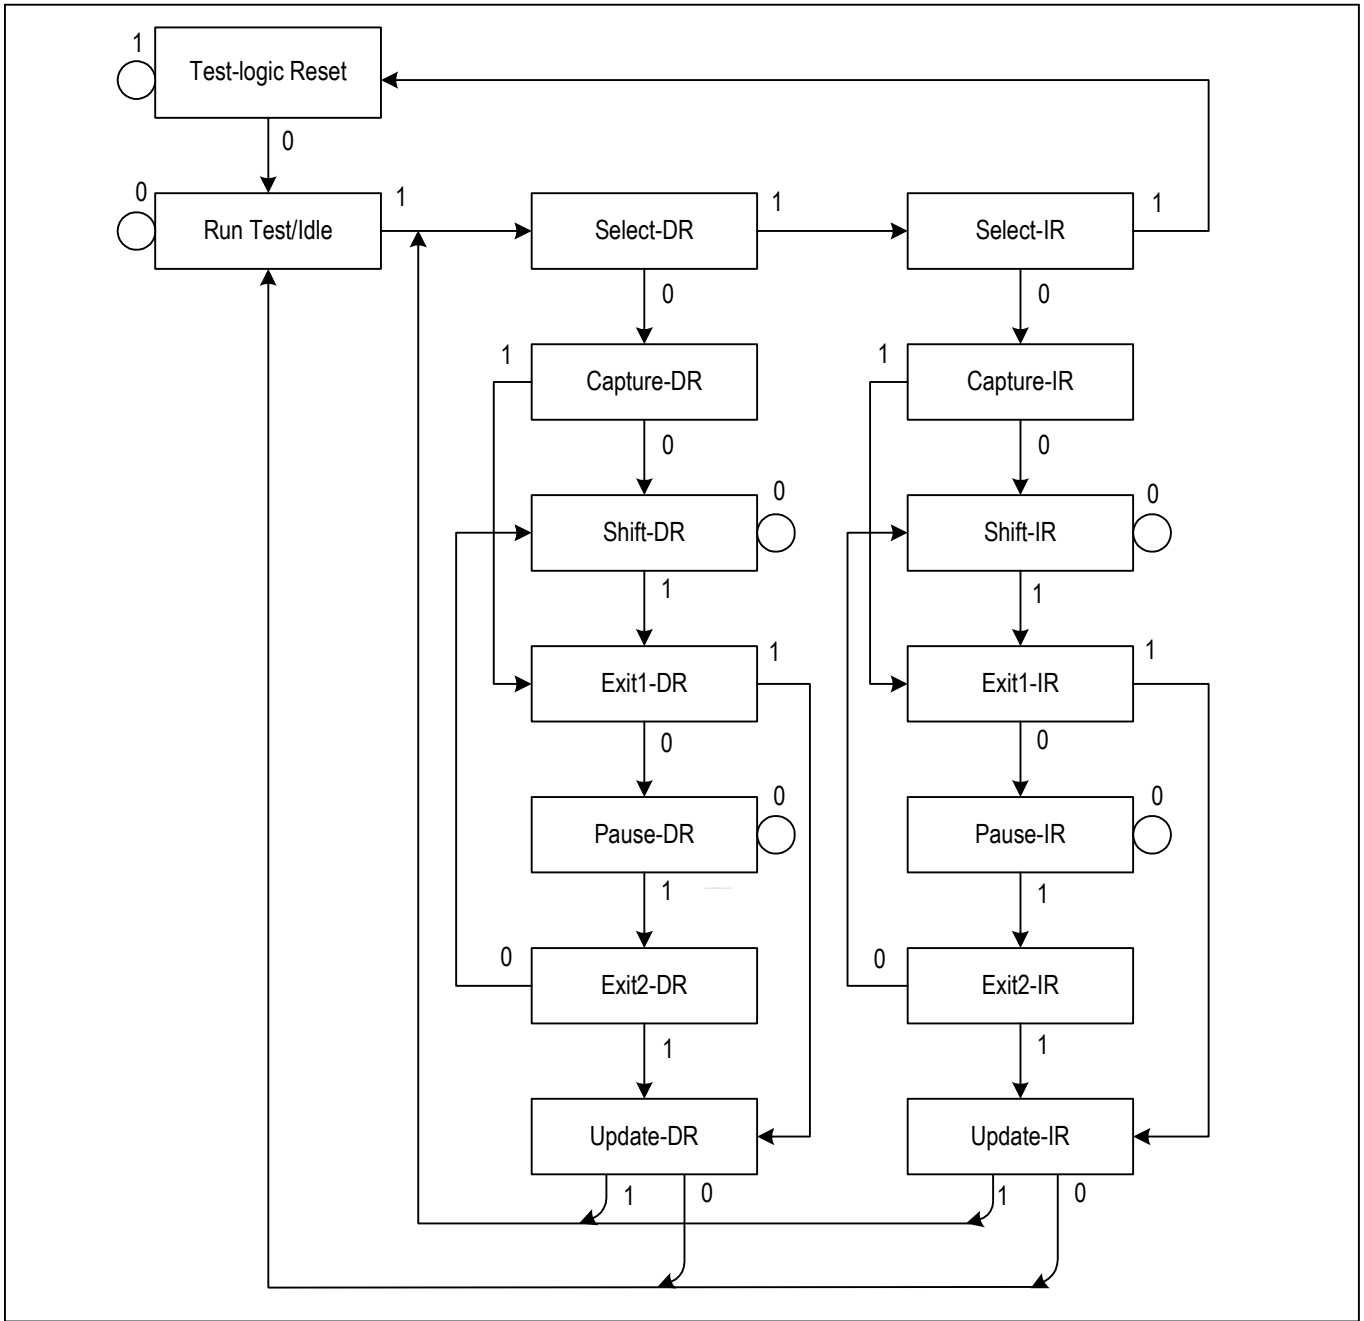 1
Test-logic Reset
0
0
Run Test/Idle
1
Select-DR
1
Select-IR
1
0
0
1
Capture-DR
1
Capture-IR
0
0
Shift-DR
0
Shift-IR
0
1
1
Exit1-DR
1
Exit1-IR
1
0
0
Pause-DR
0
Pause-IR
0
1
1
0
Exit2-DR
0
Exit2-IR
1
1
Update-DR
Update-IR
1
0
1
0